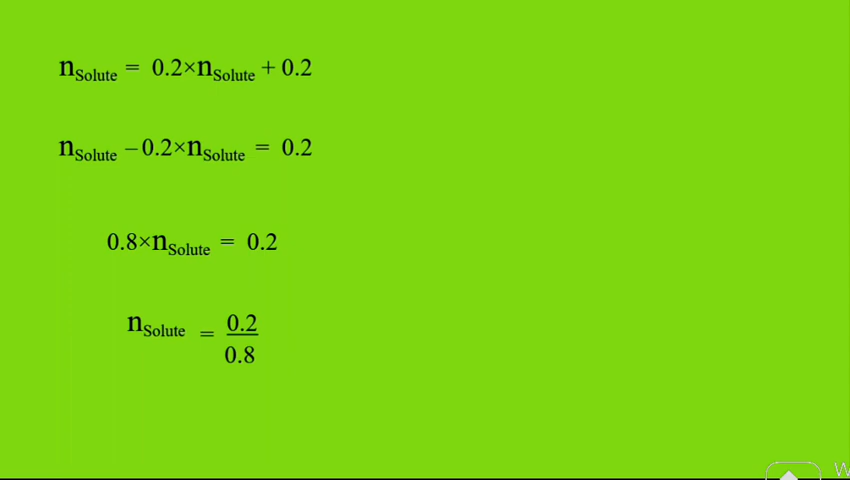 nSolute = 0.2×nSolute + 0.2
nSolute – 0.2×nSolute = 0.2
0.8×nSolute = 0.2
nSolute = 0.2
0.8